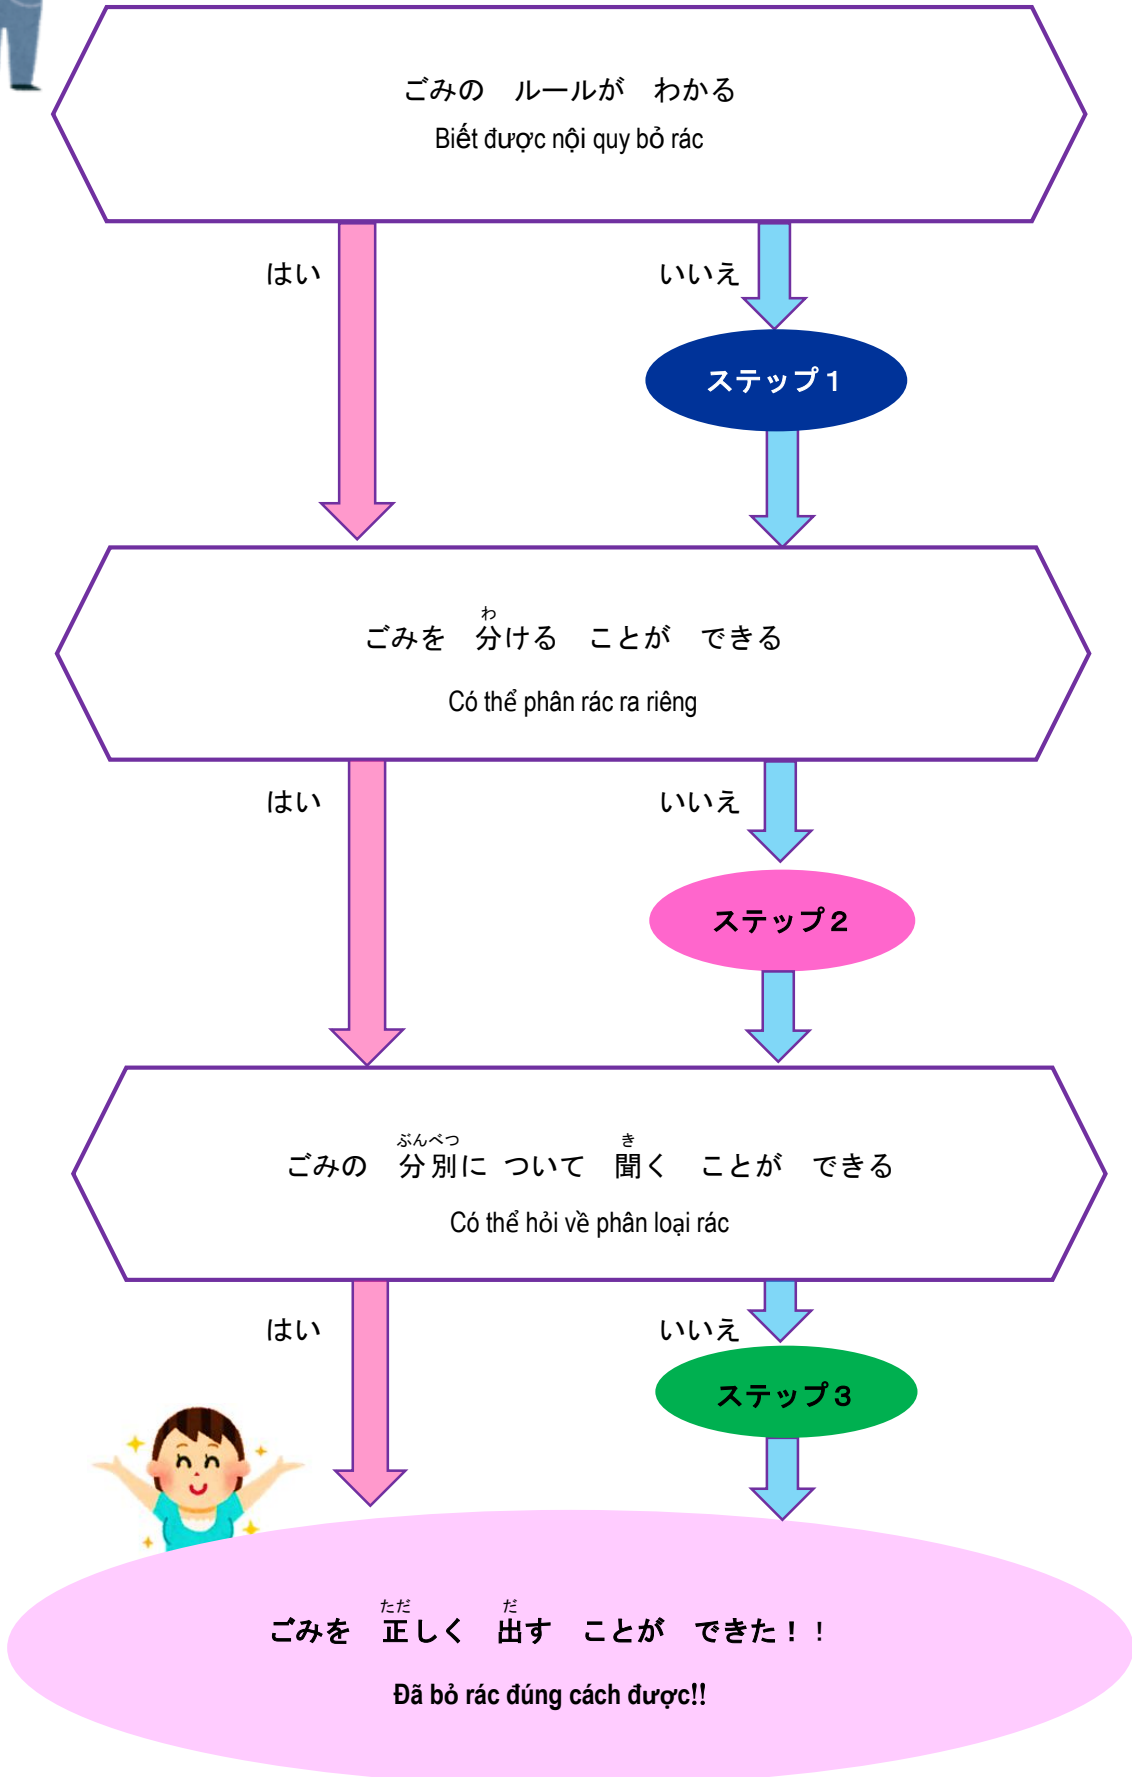 ごみの　ルールが　わかる
Biết được nội quy bỏ rác
はい
いいえ
ステップ１
わ
ごみを　分ける　ことが　できる
Có thể phân rác ra riêng
はい
いいえ
ステップ２
ぶんべつ　き
ごみの　分別に ついて　聞く　ことが　できる
Có thể hỏi về phân loại rác
はい
いいえ
ステップ３
ただ　だ
ごみを　正しく　出す　ことが　できた！！
Đã bỏ rác đúng cách được!!